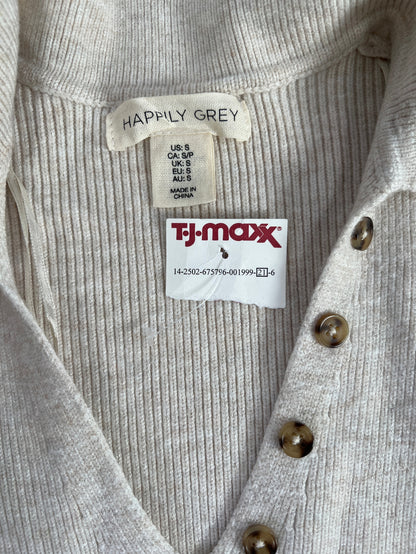 HAPPILY GREY
US: S
CA: S/P
UK: S
EU: S
AU: S
MADE IN
CHINA
T·J·maxx
14-2502-675796-001999-21-6